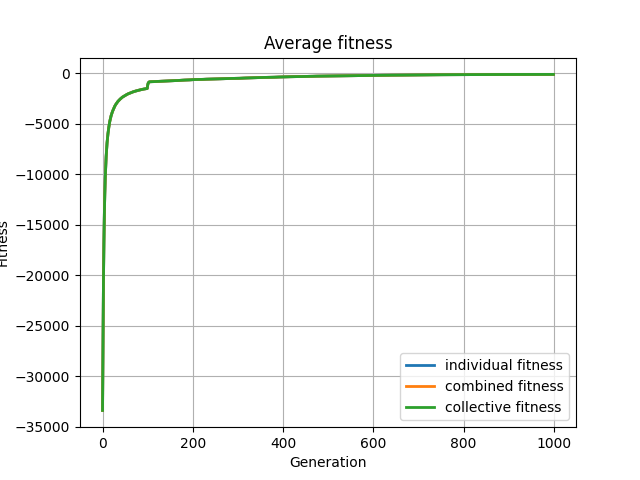 Average fitness
0
−5000
−10000
−15000
−20000
−25000
−30000
−35000
Fitness
individual fitness
combined fitness
collective fitness
0 200 400 600 800 1000
Generation